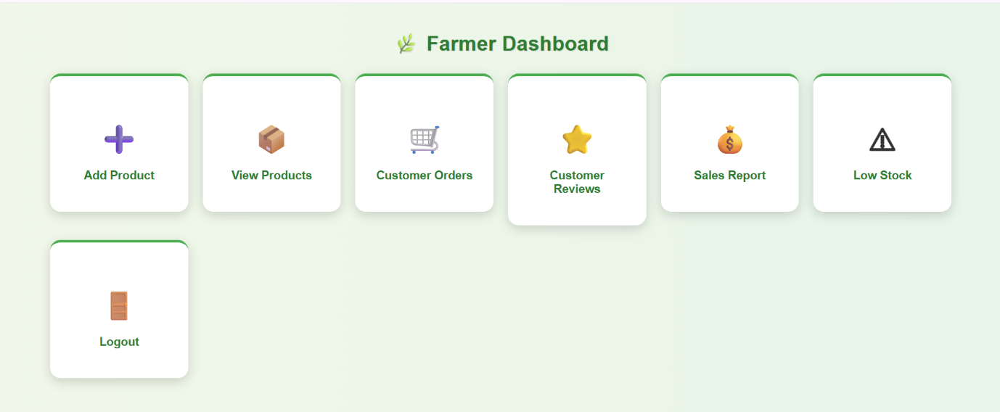 Farmer Dashboard
Add Product
View Products
Customer Orders
Customer
Reviews
Sales Report
Low Stock
Logout